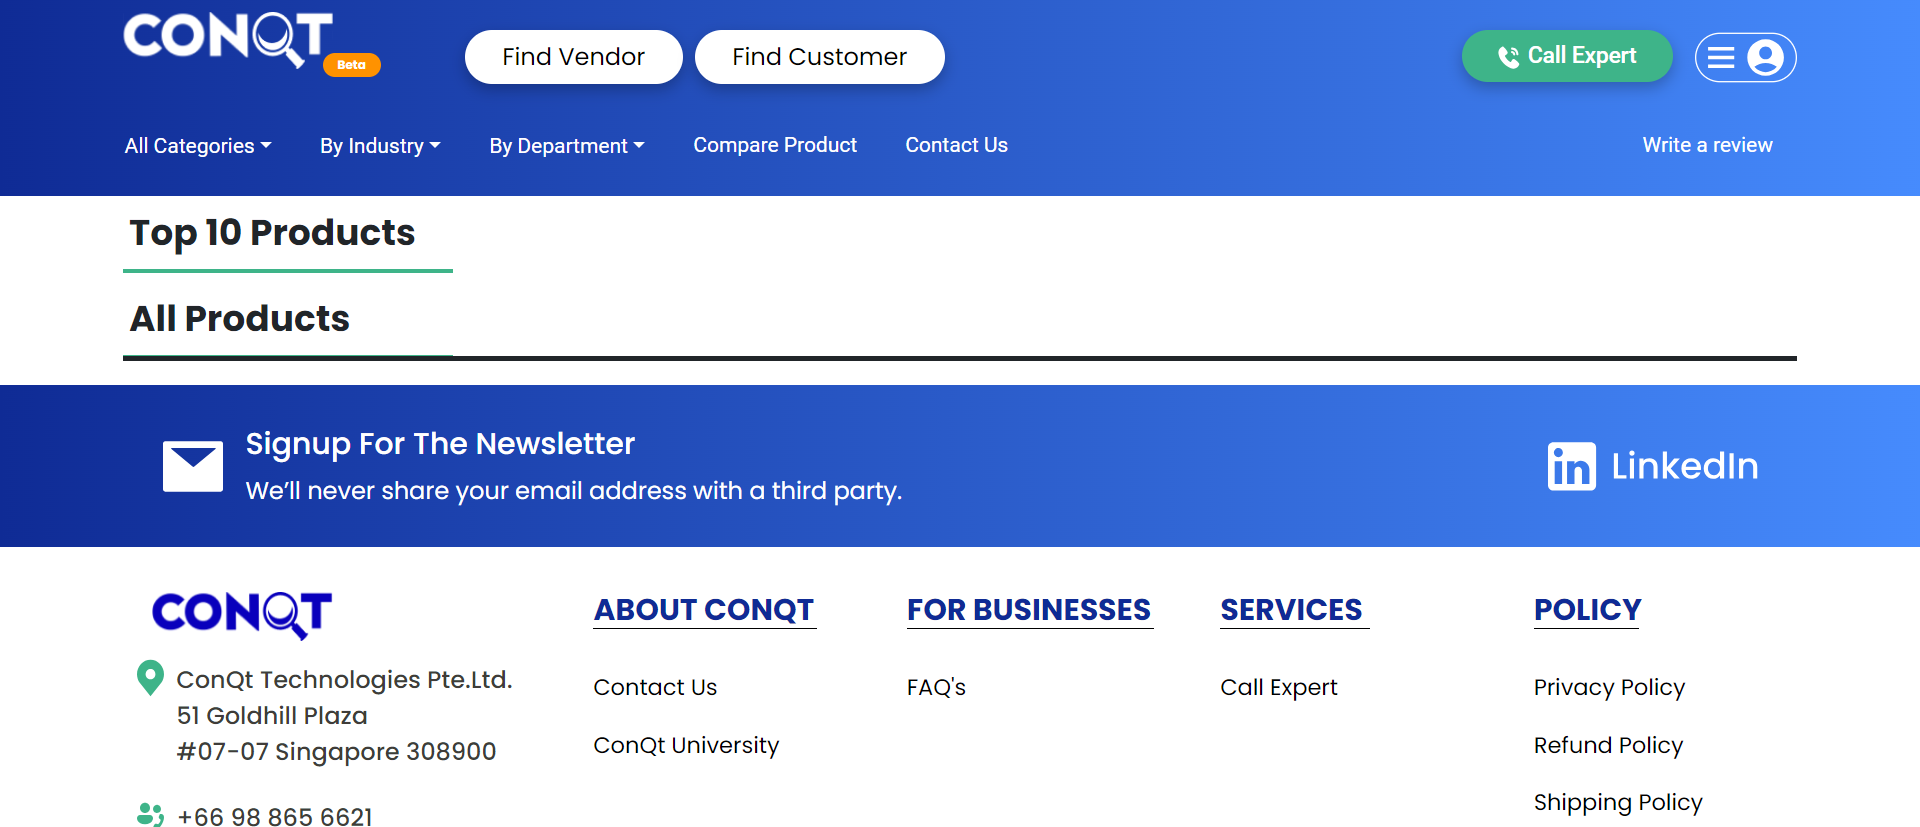 CONQT
Beta
Find Vendor
Find Customer
Call Expert
All Categories
By Industry
By Department
Compare Product
Contact Us
Write a review
Top 10 Products
All Products
Signup For The Newsletter
We’ll never share your email address with a third party.
in LinkedIn
CONQT
ConQt Technologies Pte.Ltd.
51 Goldhill Plaza
#07-07 Singapore 308900
+66 98 865 6621
ABOUT CONQT
Contact Us
ConQt University
FOR BUSINESSES
FAQ's
SERVICES
Call Expert
POLICY
Privacy Policy
Refund Policy
Shipping Policy